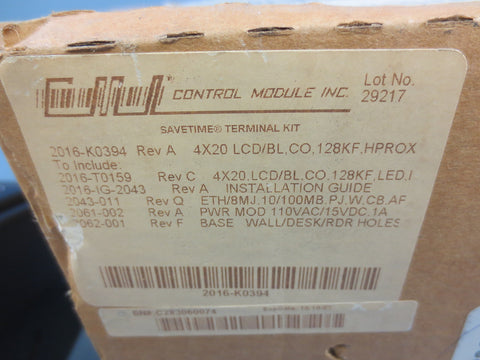 CMI CONTROL MODULE INC.
Lot No.
29217
SAVETIME® TERMINAL KIT
2016-K0394 Rev A 4X20 LCD/BL,CO,128KF,HPROX
To Include:
2016-T0159 Rev C 4X20,LCD/BL,CO,128KF,LED,I
2016-IG-2043 Rev A INSTALLATION GUIDE
2043-011 Rev Q ETH/8MJ,10/100MB,PJ,W,CB,AF
2061-002 Rev A PWR MOD 110VAC/15VDC,1A
2062-001 Rev F BASE WALL/DESK/RDR HOLES
2016-K0394
SN# C283060074